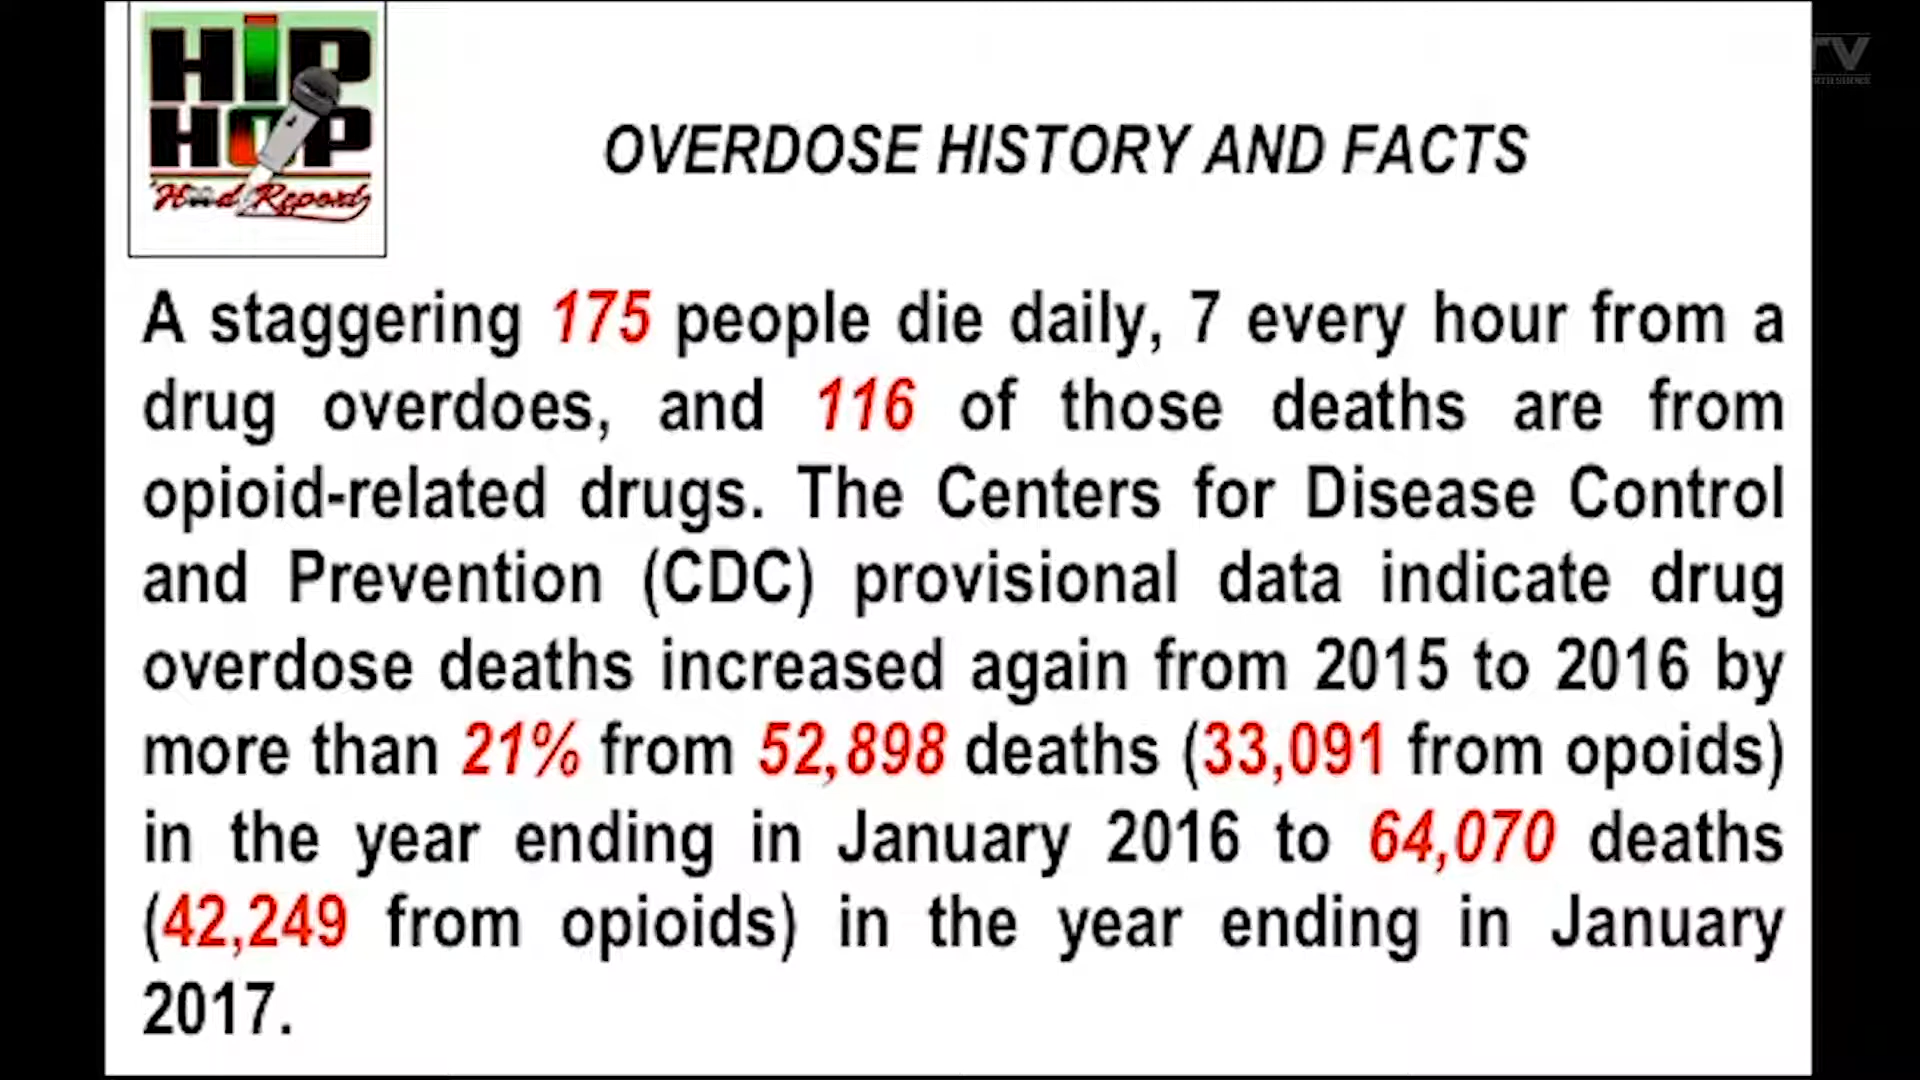 HIP
HOP
Hood Report
TV
OVERDOSE HISTORY AND FACTS
A staggering 175 people die daily, 7 every hour from a
drug overdoes, and 116 of those deaths are from
opioid-related drugs. The Centers for Disease Control
and Prevention (CDC) provisional data indicate drug
overdose deaths increased again from 2015 to 2016 by
more than 21% from 52,898 deaths (33,091 from opoids)
in the year ending in January 2016 to 64,070 deaths
(42,249 from opioids) in the year ending in January
2017.